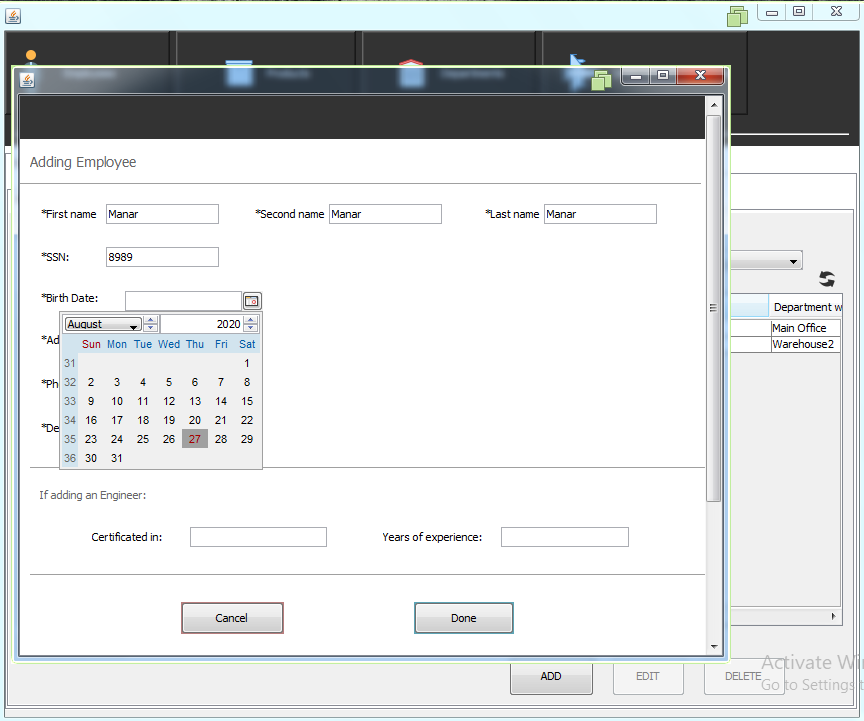 Employees Products Departments
Adding Employee
*First name Manar *Second name Manar *Last name Manar
*SSN: 8989
*Birth Date:
August 2020
*Ad
Sun Mon Tue Wed Thu Fri Sat
31 1
32 2 3 4 5 6 7 8
*Ph
33 9 10 11 12 13 14 15
34 16 17 18 19 20 21 22
*De
35 23 24 25 26 27 28 29
36 30 31
Department w
Main Office
Warehouse2
If adding an Engineer:
Certificated in: Years of experience:
Cancel Done
ADD EDIT DELETE
Activate Wi
Go to Settings t